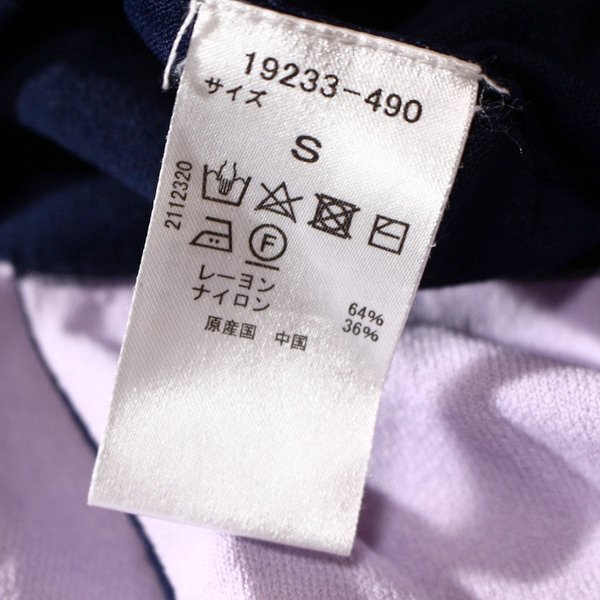 19233-490
サイズ
S
2112320
F
レーヨン 64%
ナイロン 36%
原産国 中国